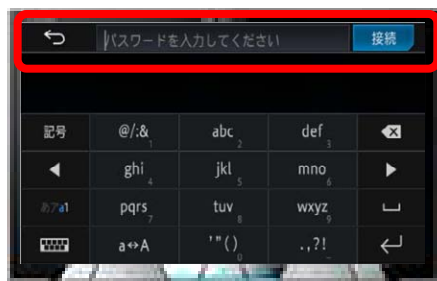 パスワードを入力してください 接続
記号 @/:& 1 abc 2 def 3
ghi 4 jkl 5 mno 6
あアa1 pqrs 7 tuv 8 wxyz 9
a⇔A '"() 0 .,?!